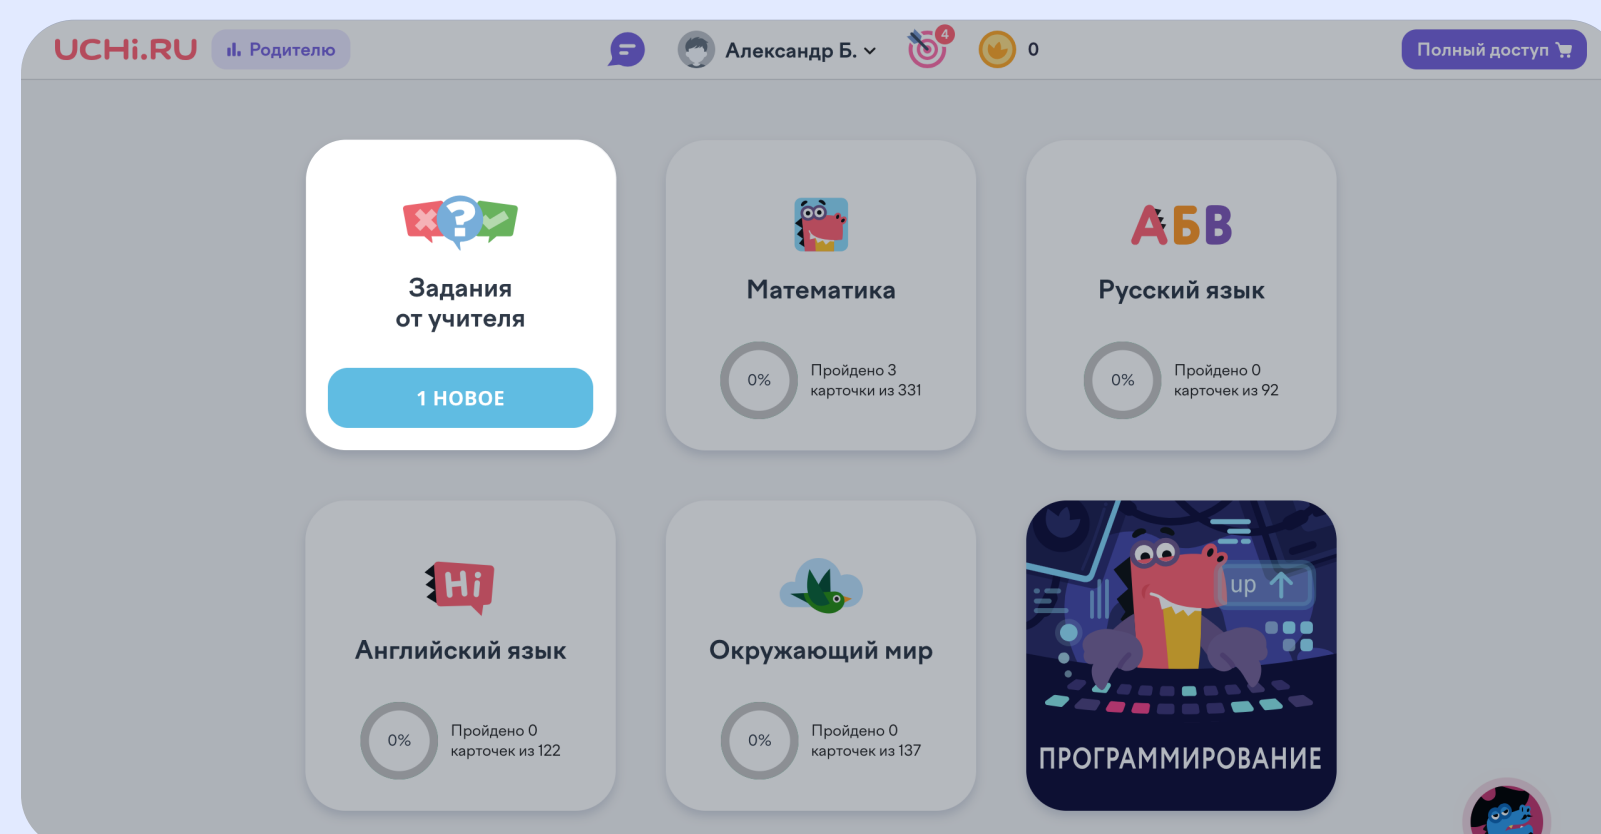 UCHi.RU
Родителю
Александр Б.
4
0
Полный доступ
Задания
от учителя
1 НОВОЕ
Математика
0%
Пройдено 3
карточки из 331
АБВ
Русский язык
0%
Пройдено 0
карточек из 92
Hi
Английский язык
0%
Пройдено 0
карточек из 122
Окружающий мир
0%
Пройдено 0
карточек из 137
up
ПРОГРАММИРОВАНИЕ